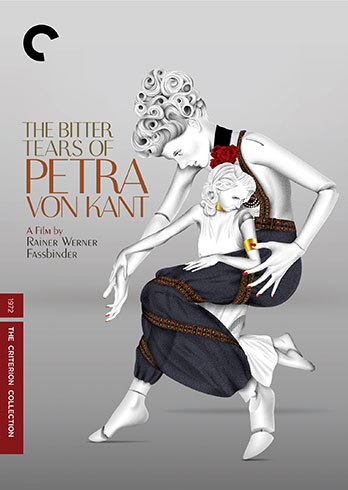 THE BITTER
TEARS OF
PETRA
VON KANT
A Film by
Rainer Werner
Fassbinder
1972
THE CRITERION COLLECTION